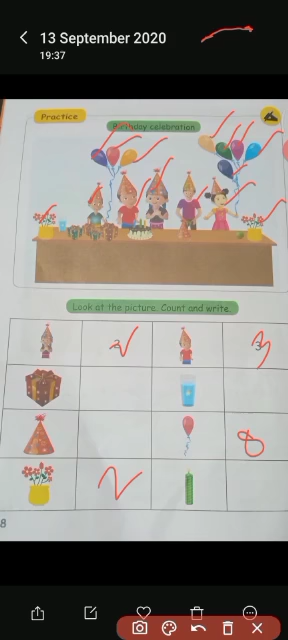 13 September 2020
19:37
Practice
Birthday celebration
Look at the picture. Count and write.
2 3
8
2
8